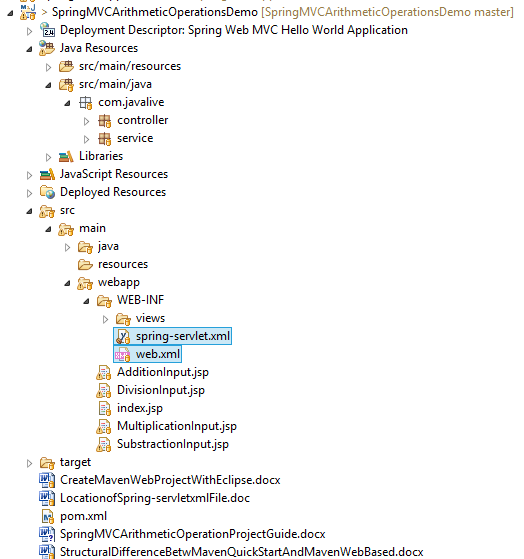 > SpringMVCArithmeticOperationsDemo [SpringMVCArithmeticOperationsDemo master]
Deployment Descriptor: Spring Web MVC Hello World Application
Java Resources
src/main/resources
src/main/java
com.javalive
controller
service
Libraries
JavaScript Resources
Deployed Resources
src
main
java
resources
webapp
WEB-INF
views
spring-servlet.xml
web.xml
AdditionInput.jsp
DivisionInput.jsp
index.jsp
MultiplicationInput.jsp
SubstractionInput.jsp
target
CreateMavenWebProjectWithEclipse.docx
LocationofSpring-servletxmlFile.doc
pom.xml
SpringMVCArithmeticOperationProjectGuide.docx
StructuralDifferenceBetwMavenQuickStartAndMavenWebBased.docx